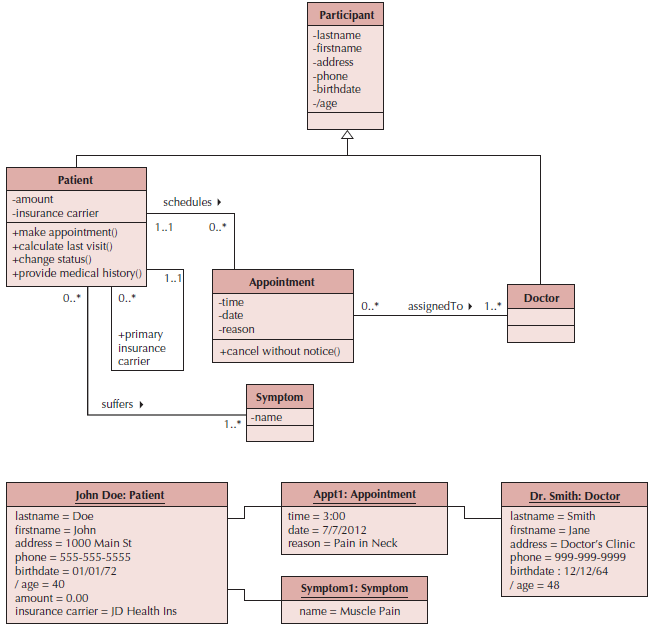 Participant
-lastname
-firstname
-address
-phone
-birthdate
-/age
Patient
-amount
-insurance carrier
+make appointment()
+calculate last visit()
+change status()
+provide medical history()
schedules
1..1
0..*
1..1
0..*
0..*
+primary
insurance
carrier
Appointment
-time
-date
-reason
+cancel without notice()
0..*
assignedTo
1..*
Doctor
suffers
1..*
Symptom
-name
John Doe: Patient
lastname = Doe
firstname = John
address = 1000 Main St
phone = 555-555-5555
birthdate = 01/01/72
/ age = 40
amount = 0.00
insurance carrier = JD Health Ins
Appt1: Appointment
time = 3:00
date = 7/7/2012
reason = Pain in Neck
Symptom1: Symptom
name = Muscle Pain
Dr. Smith: Doctor
lastname = Smith
firstname = Jane
address = Doctor's Clinic
phone = 999-999-9999
birthdate : 12/12/64
/ age = 48